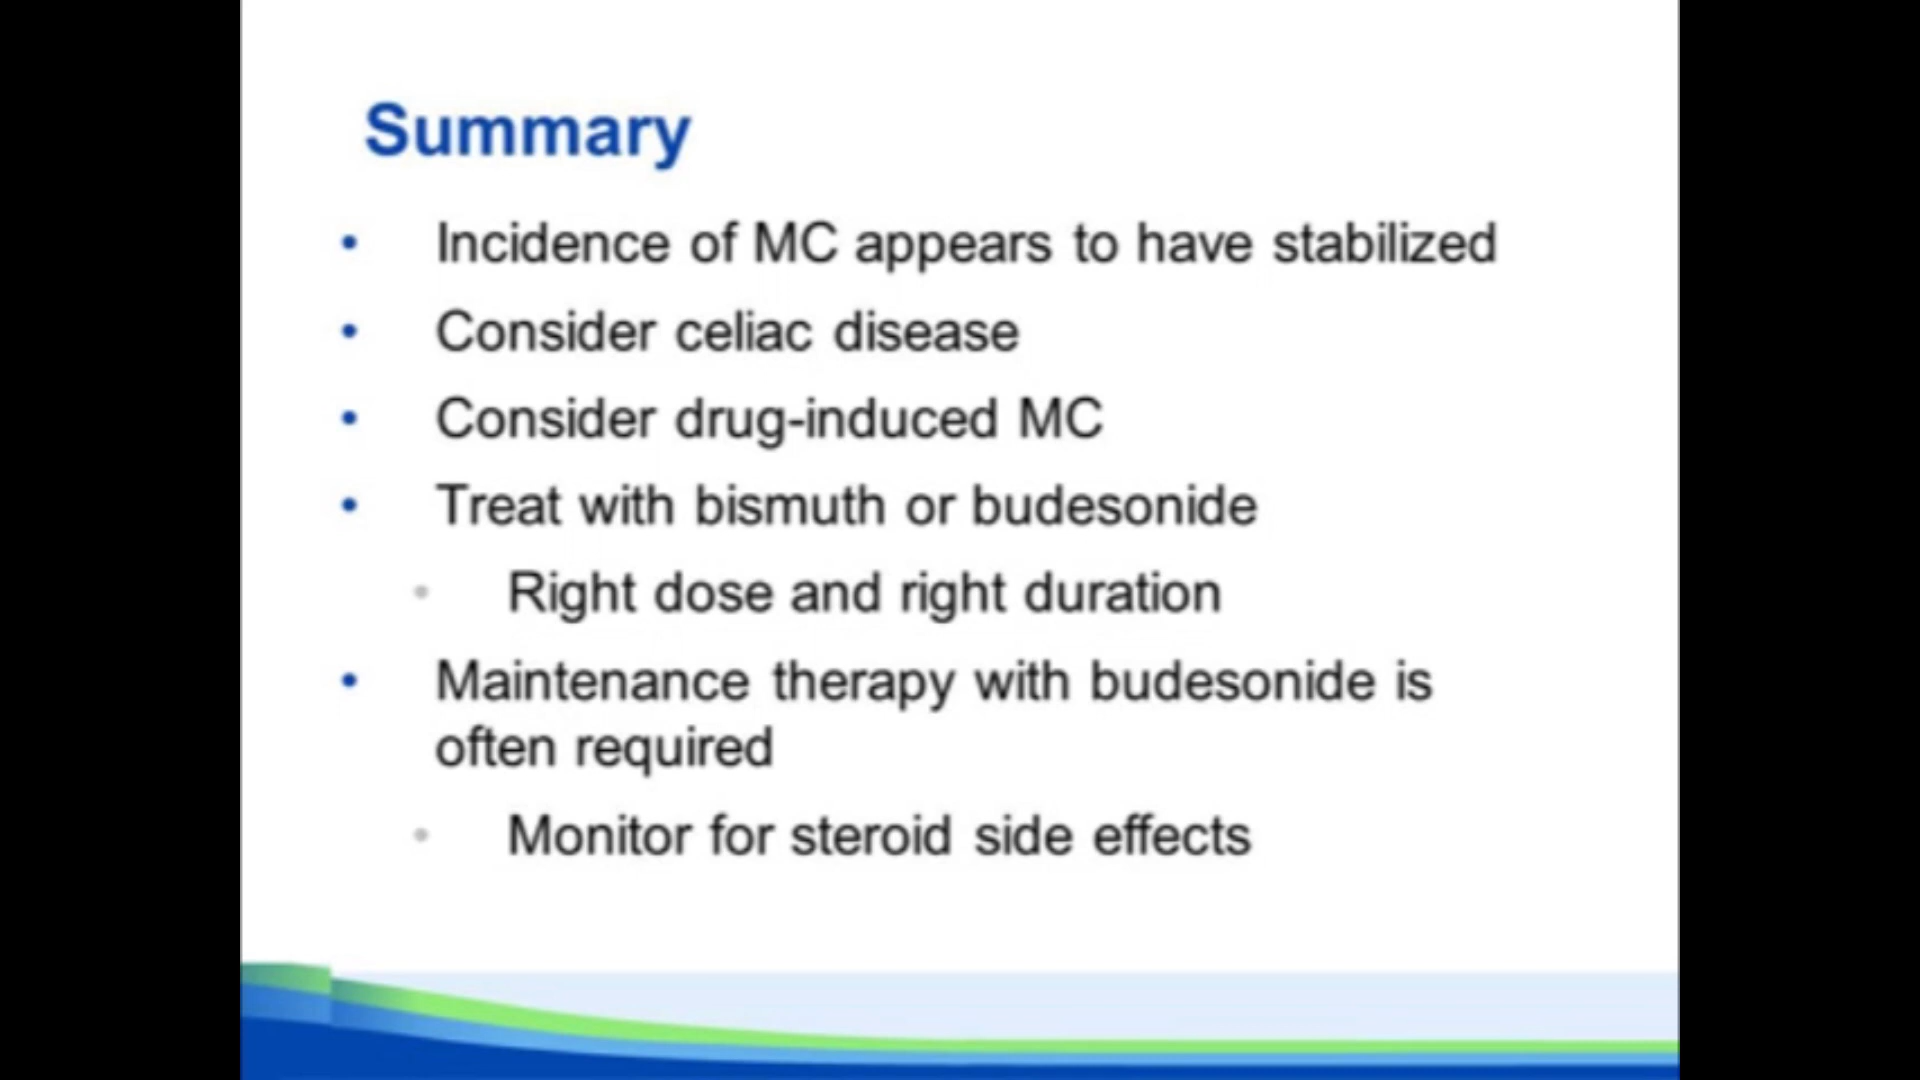 Summary
• Incidence of MC appears to have stabilized
• Consider celiac disease
• Consider drug-induced MC
• Treat with bismuth or budesonide
• Right dose and right duration
• Maintenance therapy with budesonide is
often required
• Monitor for steroid side effects